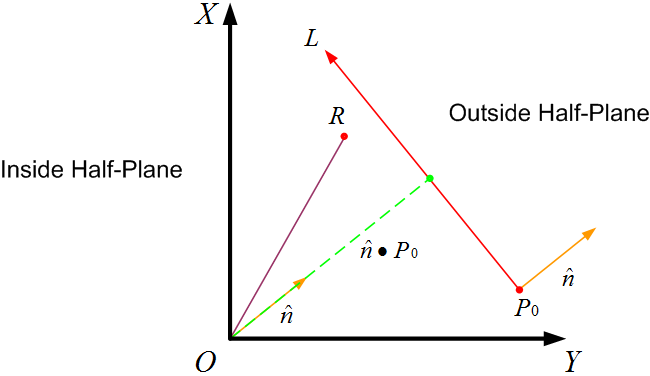 X
L
Outside Half-Plane
R
Inside Half-Plane
n̂ • P₀
n̂
n̂
P₀
O
Y